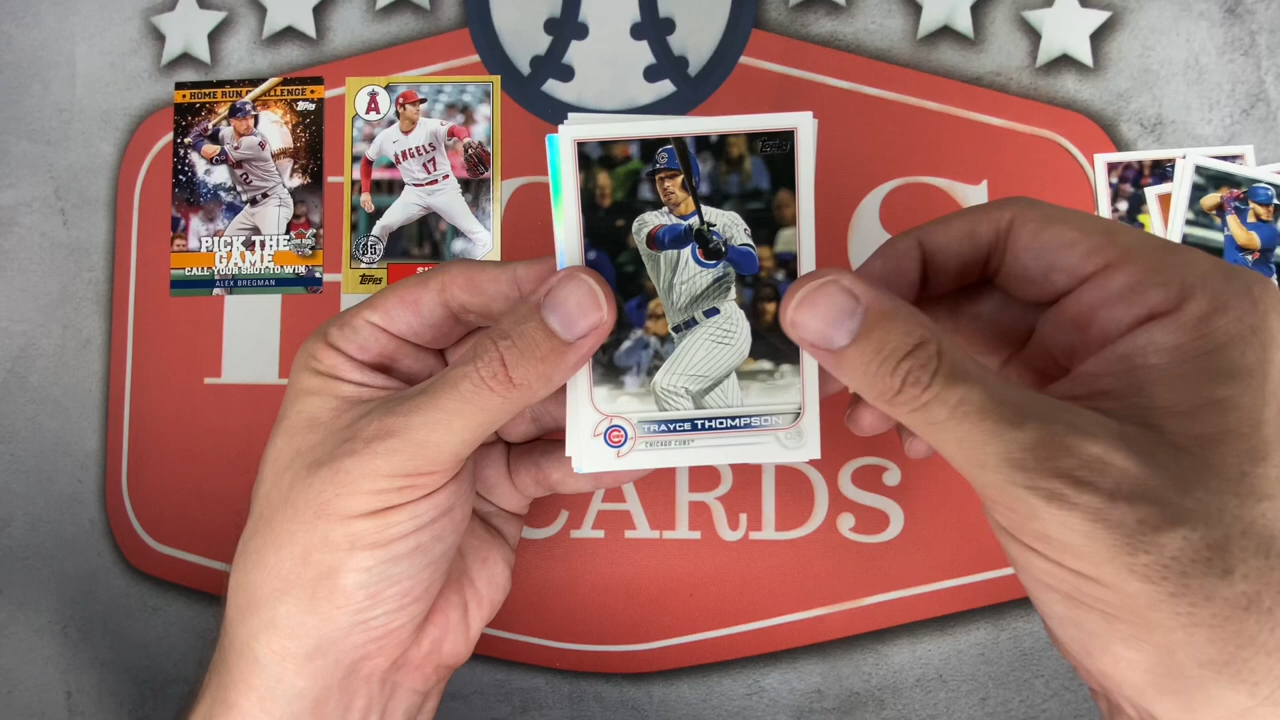 HOME RUN CHALLENGE
Topps
PICK THE
GAME
CALL YOUR SHOT TO WIN
ALEX BREGMAN
A
ANGELS
17
35
Topps
Topps
C
TRAYCE THOMPSON
CHICAGO CUBS™
CARDS